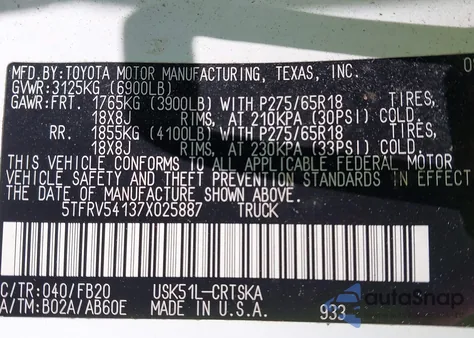 MFD.BY:TOYOTA MOTOR MANUFACTURING, TEXAS, INC.
GVWR:3125KG (6900LB)
GAWR:FRT. 1765KG (3900LB) WITH P275/65R18 TIRES,
18X8J RIMS, AT 210KPA (30PSI) COLD.
RR. 1855KG (4100LB) WITH P275/65R18 TIRES,
18X8J RIMS, AT 230KPA (33PSI) COLD.
THIS VEHICLE CONFORMS TO ALL APPLICABLE FEDERAL MOTOR
VEHICLE SAFETY AND THEFT PREVENTION STANDARDS IN EFFECT
THE DATE OF MANUFACTURE SHOWN ABOVE.
5TFRV54137X025887 TRUCK
C/TR:040/FB20 USK51L-CRTSKA
A/TM:B02A/AB60E MADE IN U.S.A. 933
autoSnap